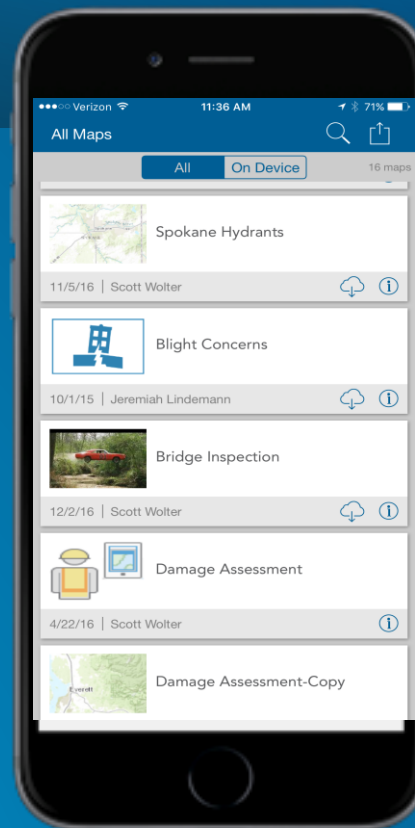 Verizon 11:36 AM 71%
All Maps
All On Device 16 maps
Spokane Hydrants
11/5/16 | Scott Wolter
Blight Concerns
10/1/15 | Jeremiah Lindemann
Bridge Inspection
12/2/16 | Scott Wolter
Damage Assessment
4/22/16 | Scott Wolter
Everett
Damage Assessment-Copy